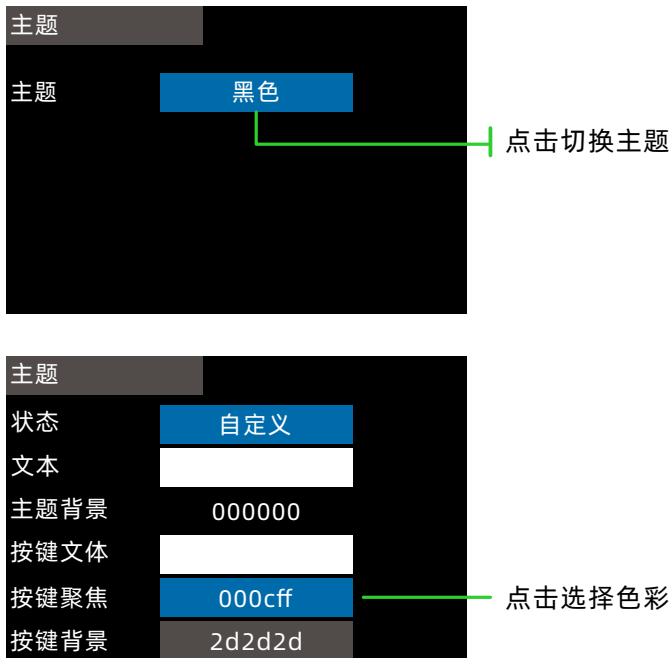 主题
主题 黑色
点击切换主题
主题
状态 自定义
文本
主题背景 000000
按键文体
按键聚焦 000cff
点击选择色彩
按键背景 2d2d2d